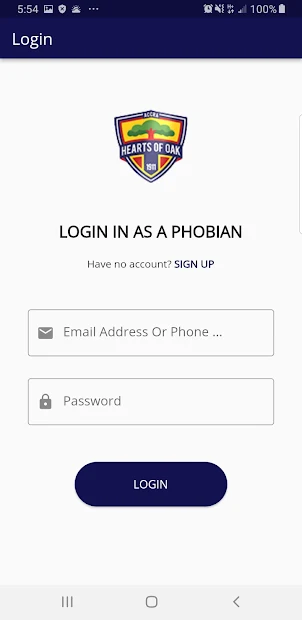 5:54
100%
Login
ACCRA
HEARTS OF OAK
1911
LOGIN IN AS A PHOBIAN
Have no account? SIGN UP
Email Address Or Phone ...
Password
LOGIN